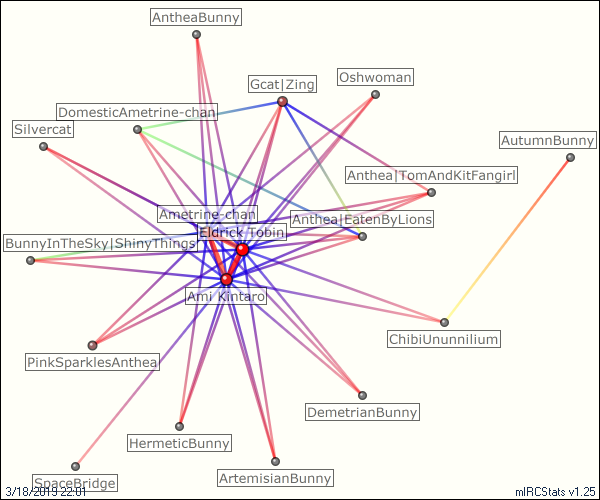 AntheaBunny
Gcat|Zing
Oshwoman
DomesticAmetrine-chan
Silvercat
AutumnBunny
Anthea|TomAndKitFangirl
Ametrine-chan
Anthea|EatenByLions
Eldrick Tobin
BunnyInTheSky|ShinyThings
Ami Kintaro
ChibiUnunnilium
PinkSparklesAnthea
DemetrianBunny
HermeticBunny
ArtemisianBunny
SpaceBridge
3/18/2019 22:01
mIRCStats v1.25